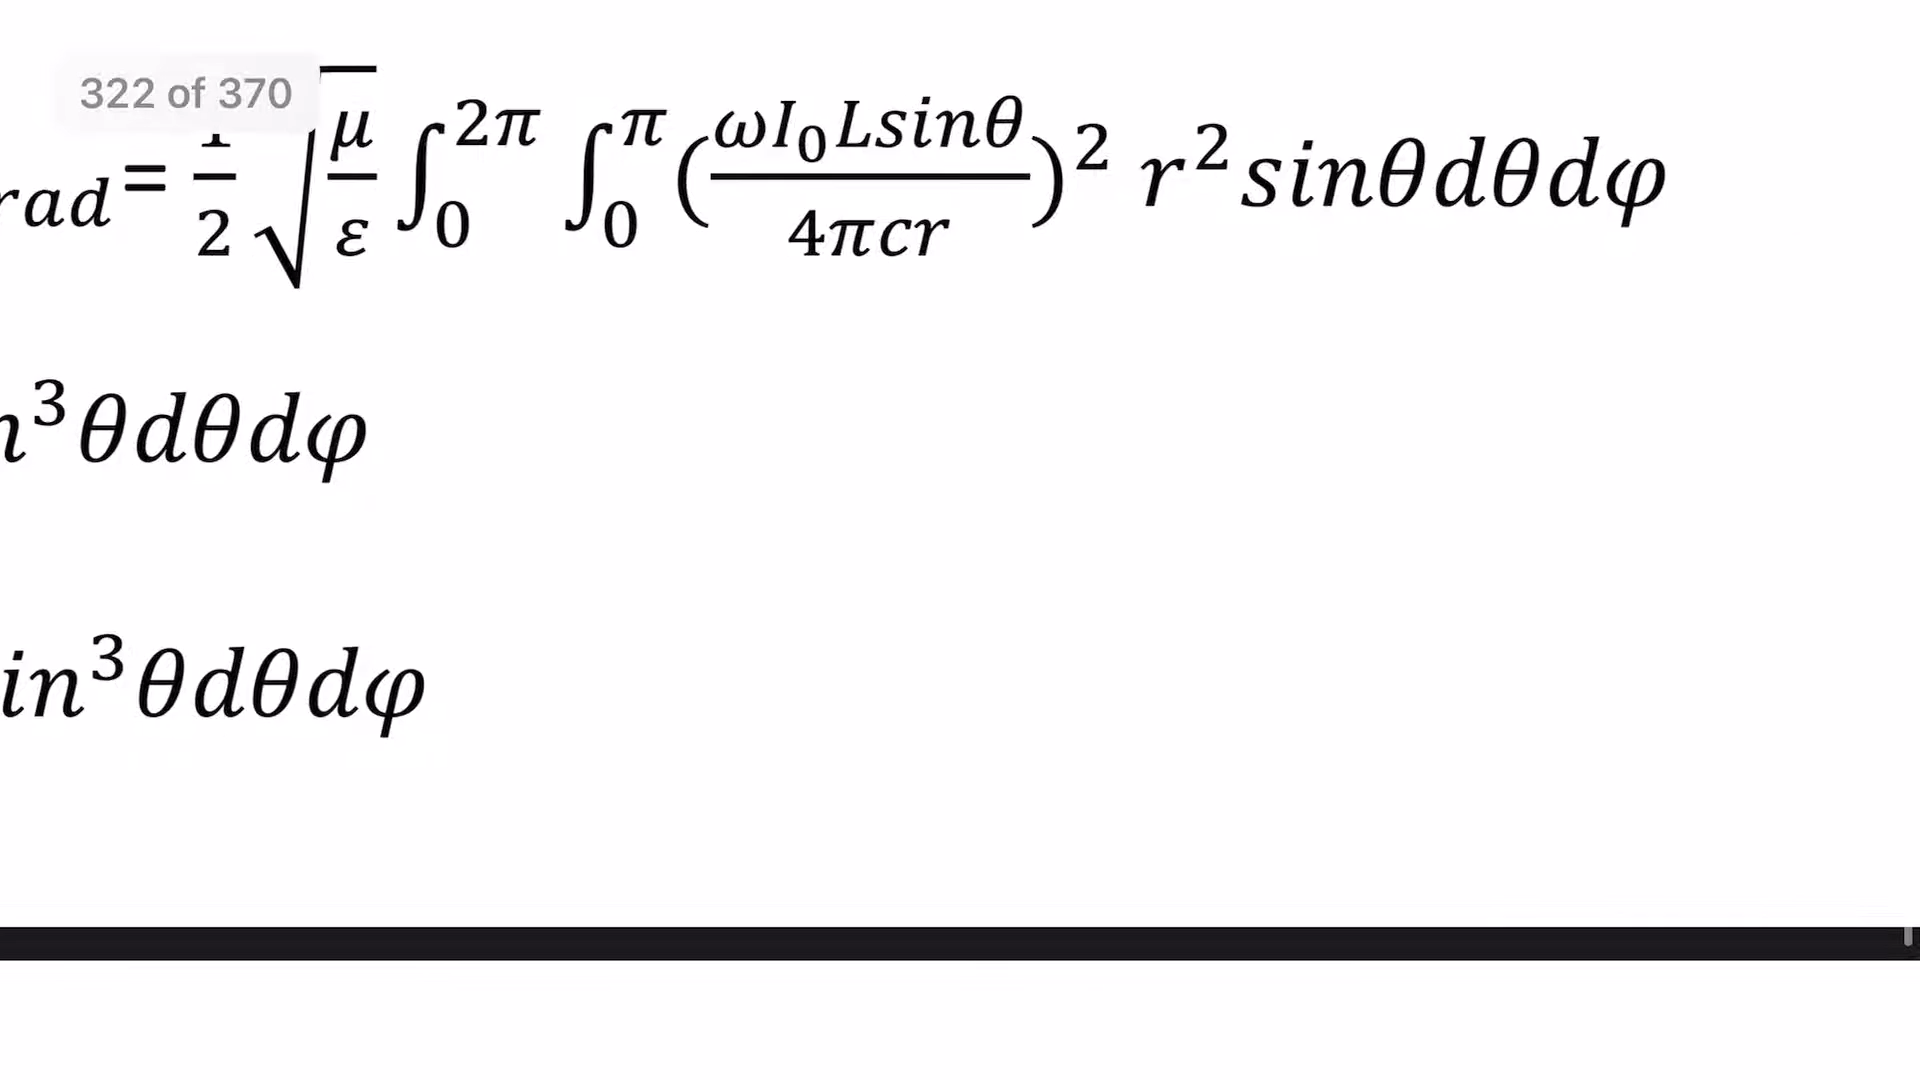 322 of 370
rad = 1/2 √(μ/ε) ∫₀^2π ∫₀^π (ωI₀Lsinθ / 4πcr)² r²sinθdθdφ
n³θdθdφ
in³θdθdφ